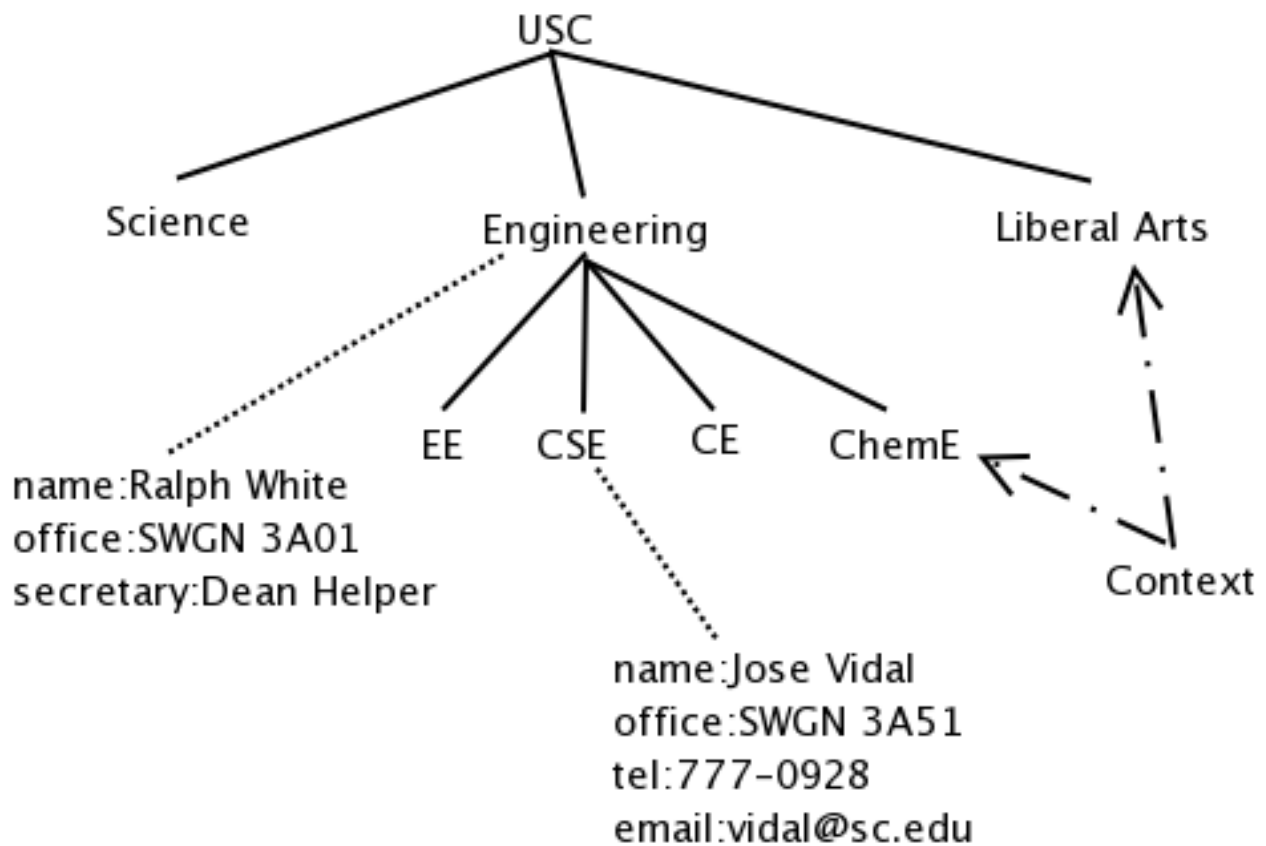 USC
Science
Engineering
Liberal Arts
EE
CSE
CE
ChemE
name:Ralph White
office:SWGN 3A01
secretary:Dean Helper
Context
name:Jose Vidal
office:SWGN 3A51
tel:777-0928
email:vidal@sc.edu